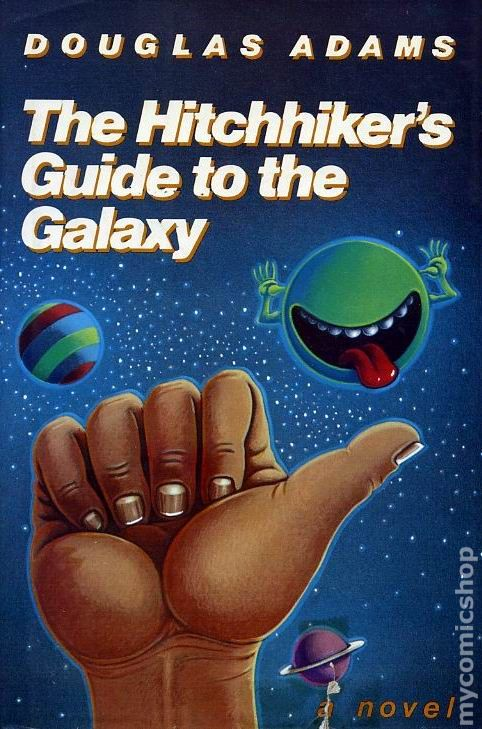 DOUGLAS ADAMS
The Hitchhiker's
Guide to the
Galaxy
a novel
mycomicshop